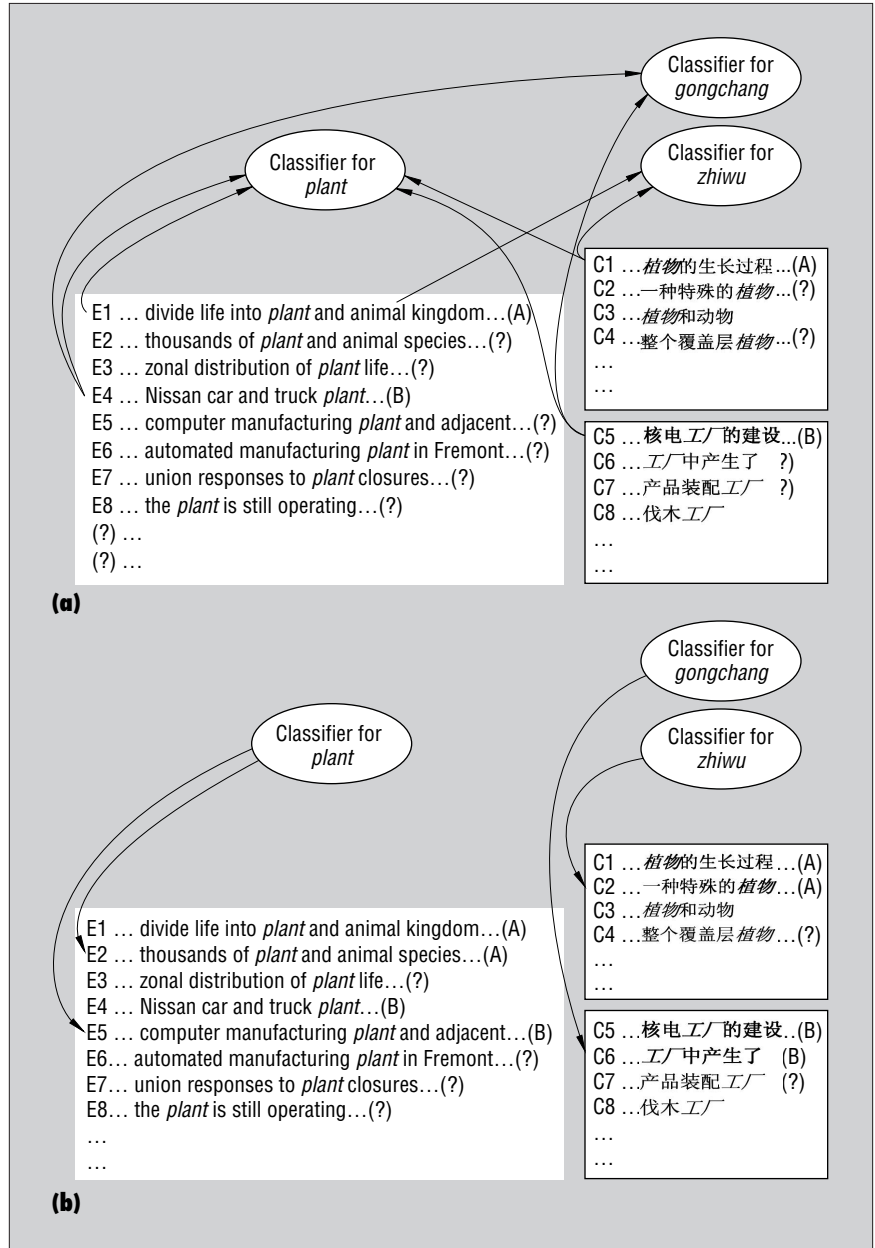 Classifier for
gongchang
Classifier for
plant
Classifier for
zhiwu
E1 … divide life into plant and animal kingdom…(A)
E2 … thousands of plant and animal species…(?)
E3 … zonal distribution of plant life…(?)
E4 … Nissan car and truck plant…(B)
E5 … computer manufacturing plant and adjacent…(?)
E6 … automated manufacturing plant in Fremont…(?)
E7 … union responses to plant closures…(?)
E8 … the plant is still operating…(?)
(?) …
(?) …
C1 …植物的生长过程…(A)
C2 …一种特殊的植物…(?)
C3 …植物和动物
C4 …整个覆盖层植物…(?)
…
…
C5 …核电工厂的建设…(B)
C6 …工厂中产生了 ?)
C7 …产品装配工厂 ?)
C8 …伐木工厂
…
…
(a)
Classifier for
gongchang
Classifier for
plant
Classifier for
zhiwu
E1 … divide life into plant and animal kingdom…(A)
E2 … thousands of plant and animal species…(A)
E3 … zonal distribution of plant life…(?)
E4 … Nissan car and truck plant…(B)
E5 … computer manufacturing plant and adjacent…(B)
E6… automated manufacturing plant in Fremont…(?)
E7… union responses to plant closures…(?)
E8… the plant is still operating…(?)
…
…
C1 …植物的生长过程…(A)
C2 …一种特殊的植物…(A)
C3 …植物和动物
C4 …整个覆盖层植物…(?)
…
…
C5 …核电工厂的建设..(B)
C6 …工厂中产生了 (B)
C7 …产品装配工厂 (?)
C8 …伐木工厂
…
…
(b)